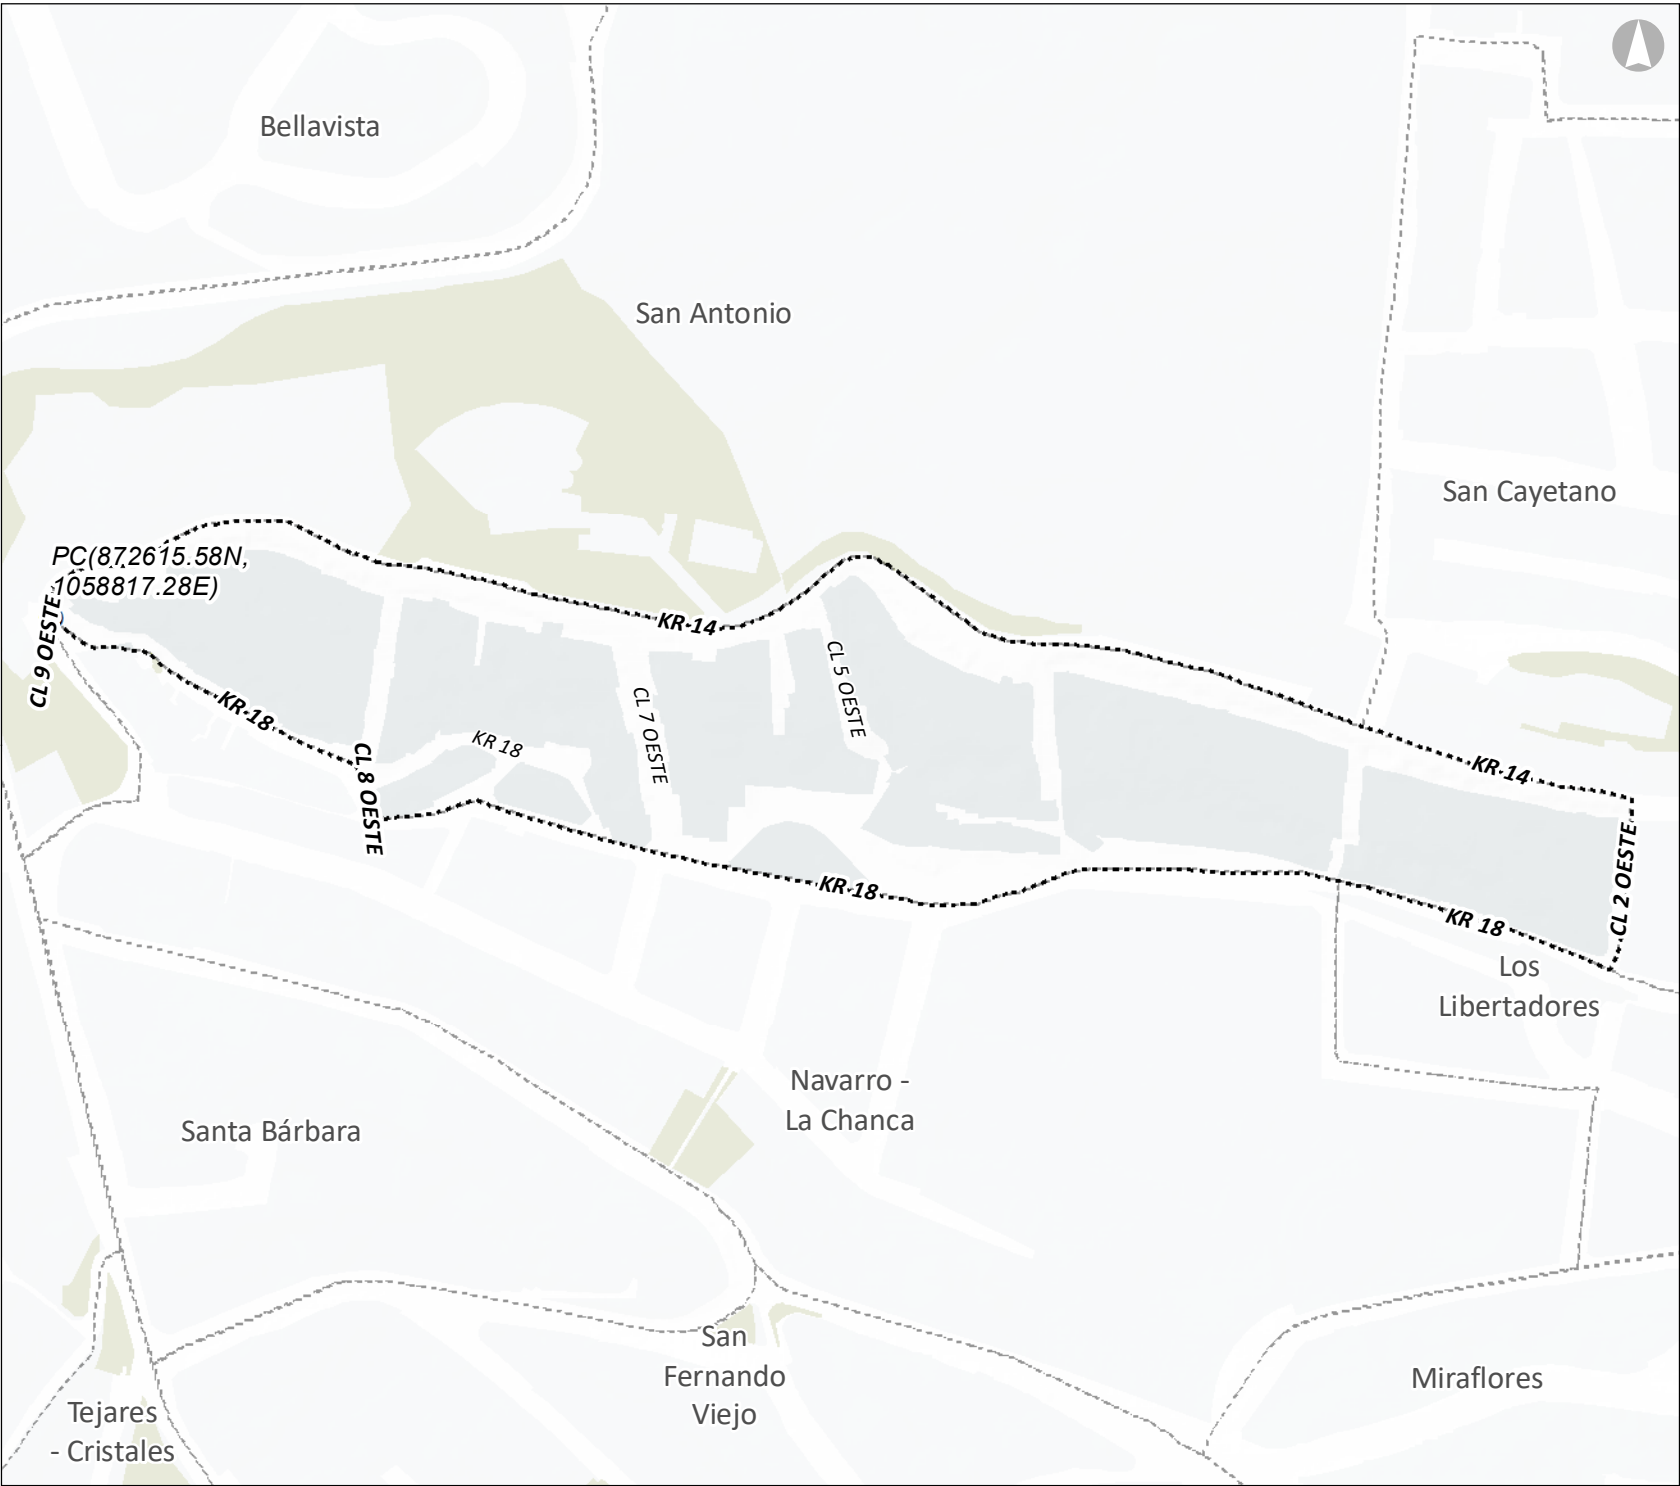 Bellavista
San Antonio
San Cayetano
PC(872615.58N,
1058817.28E)
CL 9 OESTE
KR 14
CL 5 OESTE
CL 7 OESTE
KR 18
KR 18
CL 8 OESTE
KR 14
CL 2 OESTE
KR 18
KR 18
Los
Libertadores
Navarro -
La Chanca
Santa Bárbara
San
Fernando
Viejo
Miraflores
Tejares
- Cristales